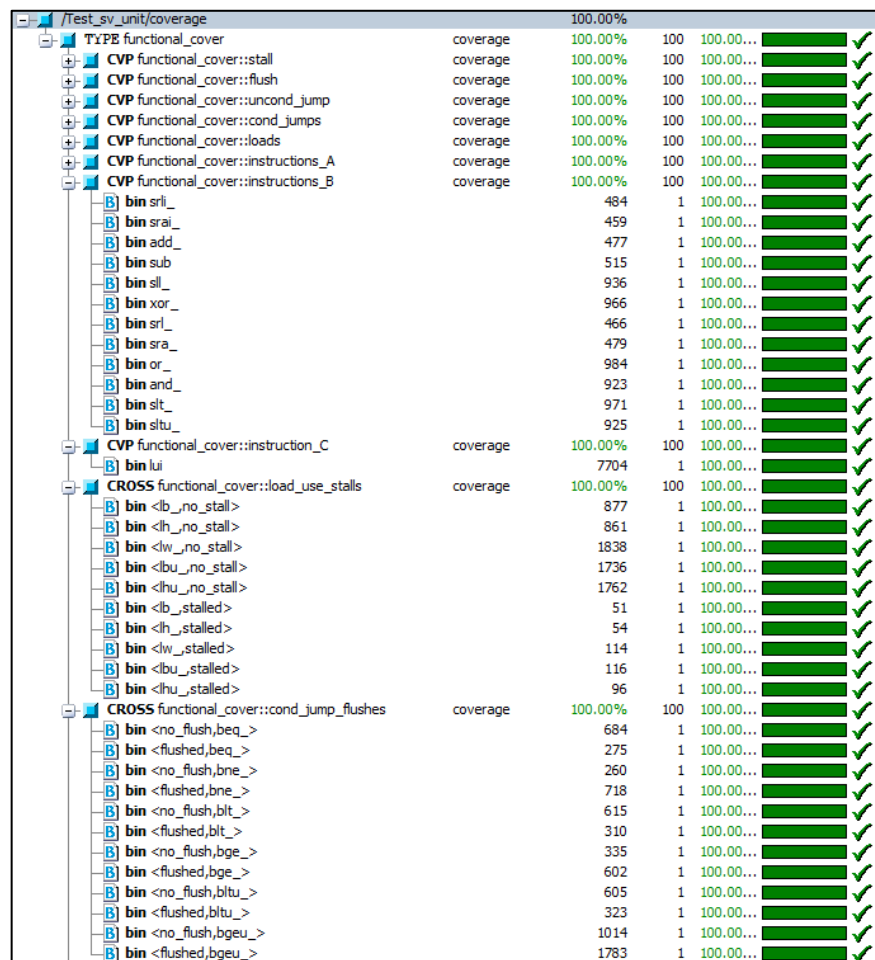 /Test_sv_unit/coverage 100.00%
TYPE functional_cover coverage 100.00% 100 100.00...
CVP functional_cover::stall coverage 100.00% 100 100.00...
CVP functional_cover::flush coverage 100.00% 100 100.00...
CVP functional_cover::uncond_jump coverage 100.00% 100 100.00...
CVP functional_cover::cond_jumps coverage 100.00% 100 100.00...
CVP functional_cover::loads coverage 100.00% 100 100.00...
CVP functional_cover::instructions_A coverage 100.00% 100 100.00...
CVP functional_cover::instructions_B coverage 100.00% 100 100.00...
B] bin srli_ 484 1 100.00...
B] bin srai_ 459 1 100.00...
B] bin add_ 477 1 100.00...
B] bin sub 515 1 100.00...
B] bin sll_ 936 1 100.00...
B] bin xor_ 966 1 100.00...
B] bin srl_ 466 1 100.00...
B] bin sra_ 479 1 100.00...
B] bin or_ 984 1 100.00...
B] bin and_ 923 1 100.00...
B] bin slt_ 971 1 100.00...
B] bin sltu_ 925 1 100.00...
CVP functional_cover::instruction_C coverage 100.00% 100 100.00...
B] bin lui 7704 1 100.00...
CROSS functional_cover::load_use_stalls coverage 100.00% 100 100.00...
B] bin <lb_,no_stall> 877 1 100.00...
B] bin <lh_,no_stall> 861 1 100.00...
B] bin <lw_,no_stall> 1838 1 100.00...
B] bin <lbu_,no_stall> 1736 1 100.00...
B] bin <lhu_,no_stall> 1762 1 100.00...
B] bin <lb_,stalled> 51 1 100.00...
B] bin <lh_,stalled> 54 1 100.00...
B] bin <lw_,stalled> 114 1 100.00...
B] bin <lbu_,stalled> 116 1 100.00...
B] bin <lhu_,stalled> 96 1 100.00...
CROSS functional_cover::cond_jump_flushes coverage 100.00% 100 100.00...
B] bin <no_flush,beq_> 684 1 100.00...
B] bin <flushed,beq_> 275 1 100.00...
B] bin <no_flush,bne_> 260 1 100.00...
B] bin <flushed,bne_> 718 1 100.00...
B] bin <no_flush,blt_> 615 1 100.00...
B] bin <flushed,blt_> 310 1 100.00...
B] bin <no_flush,bge_> 335 1 100.00...
B] bin <flushed,bge_> 602 1 100.00...
B] bin <no_flush,bltu_> 605 1 100.00...
B] bin <flushed,bltu_> 323 1 100.00...
B] bin <no_flush,bgeu_> 1014 1 100.00...
B] bin <flushed,bgeu_> 1783 1 100.00...